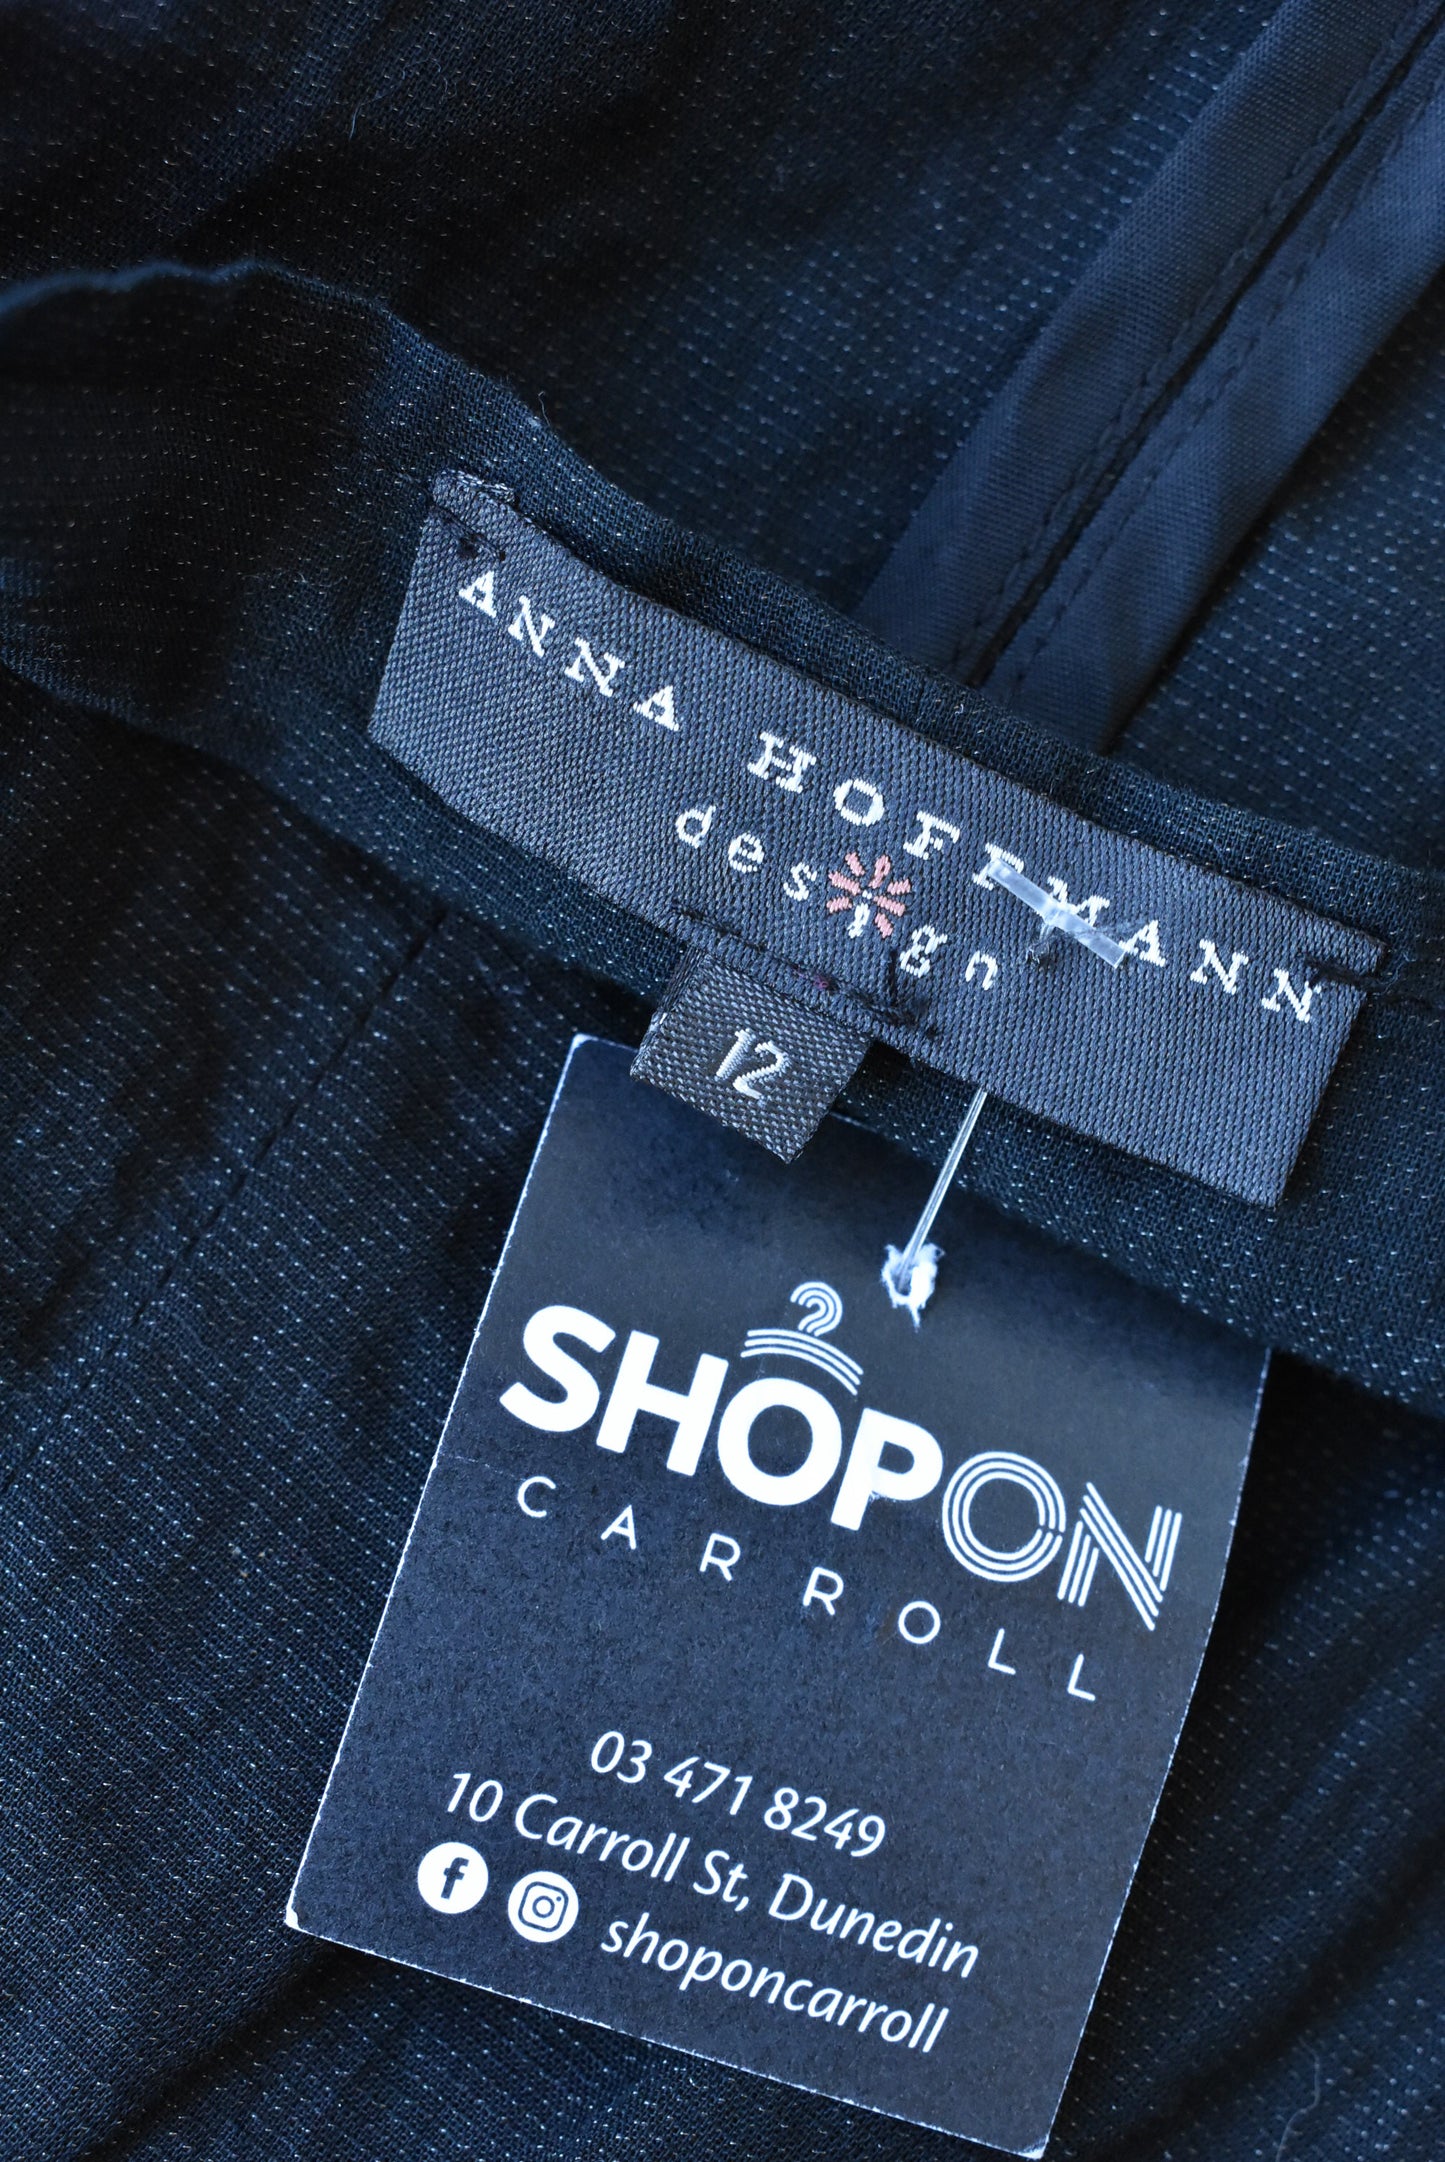 ANNA HOFFMANN
design
12
SHOPON
CARROLL
03 471 8249
10 Carroll St, Dunedin
shoponcarroll